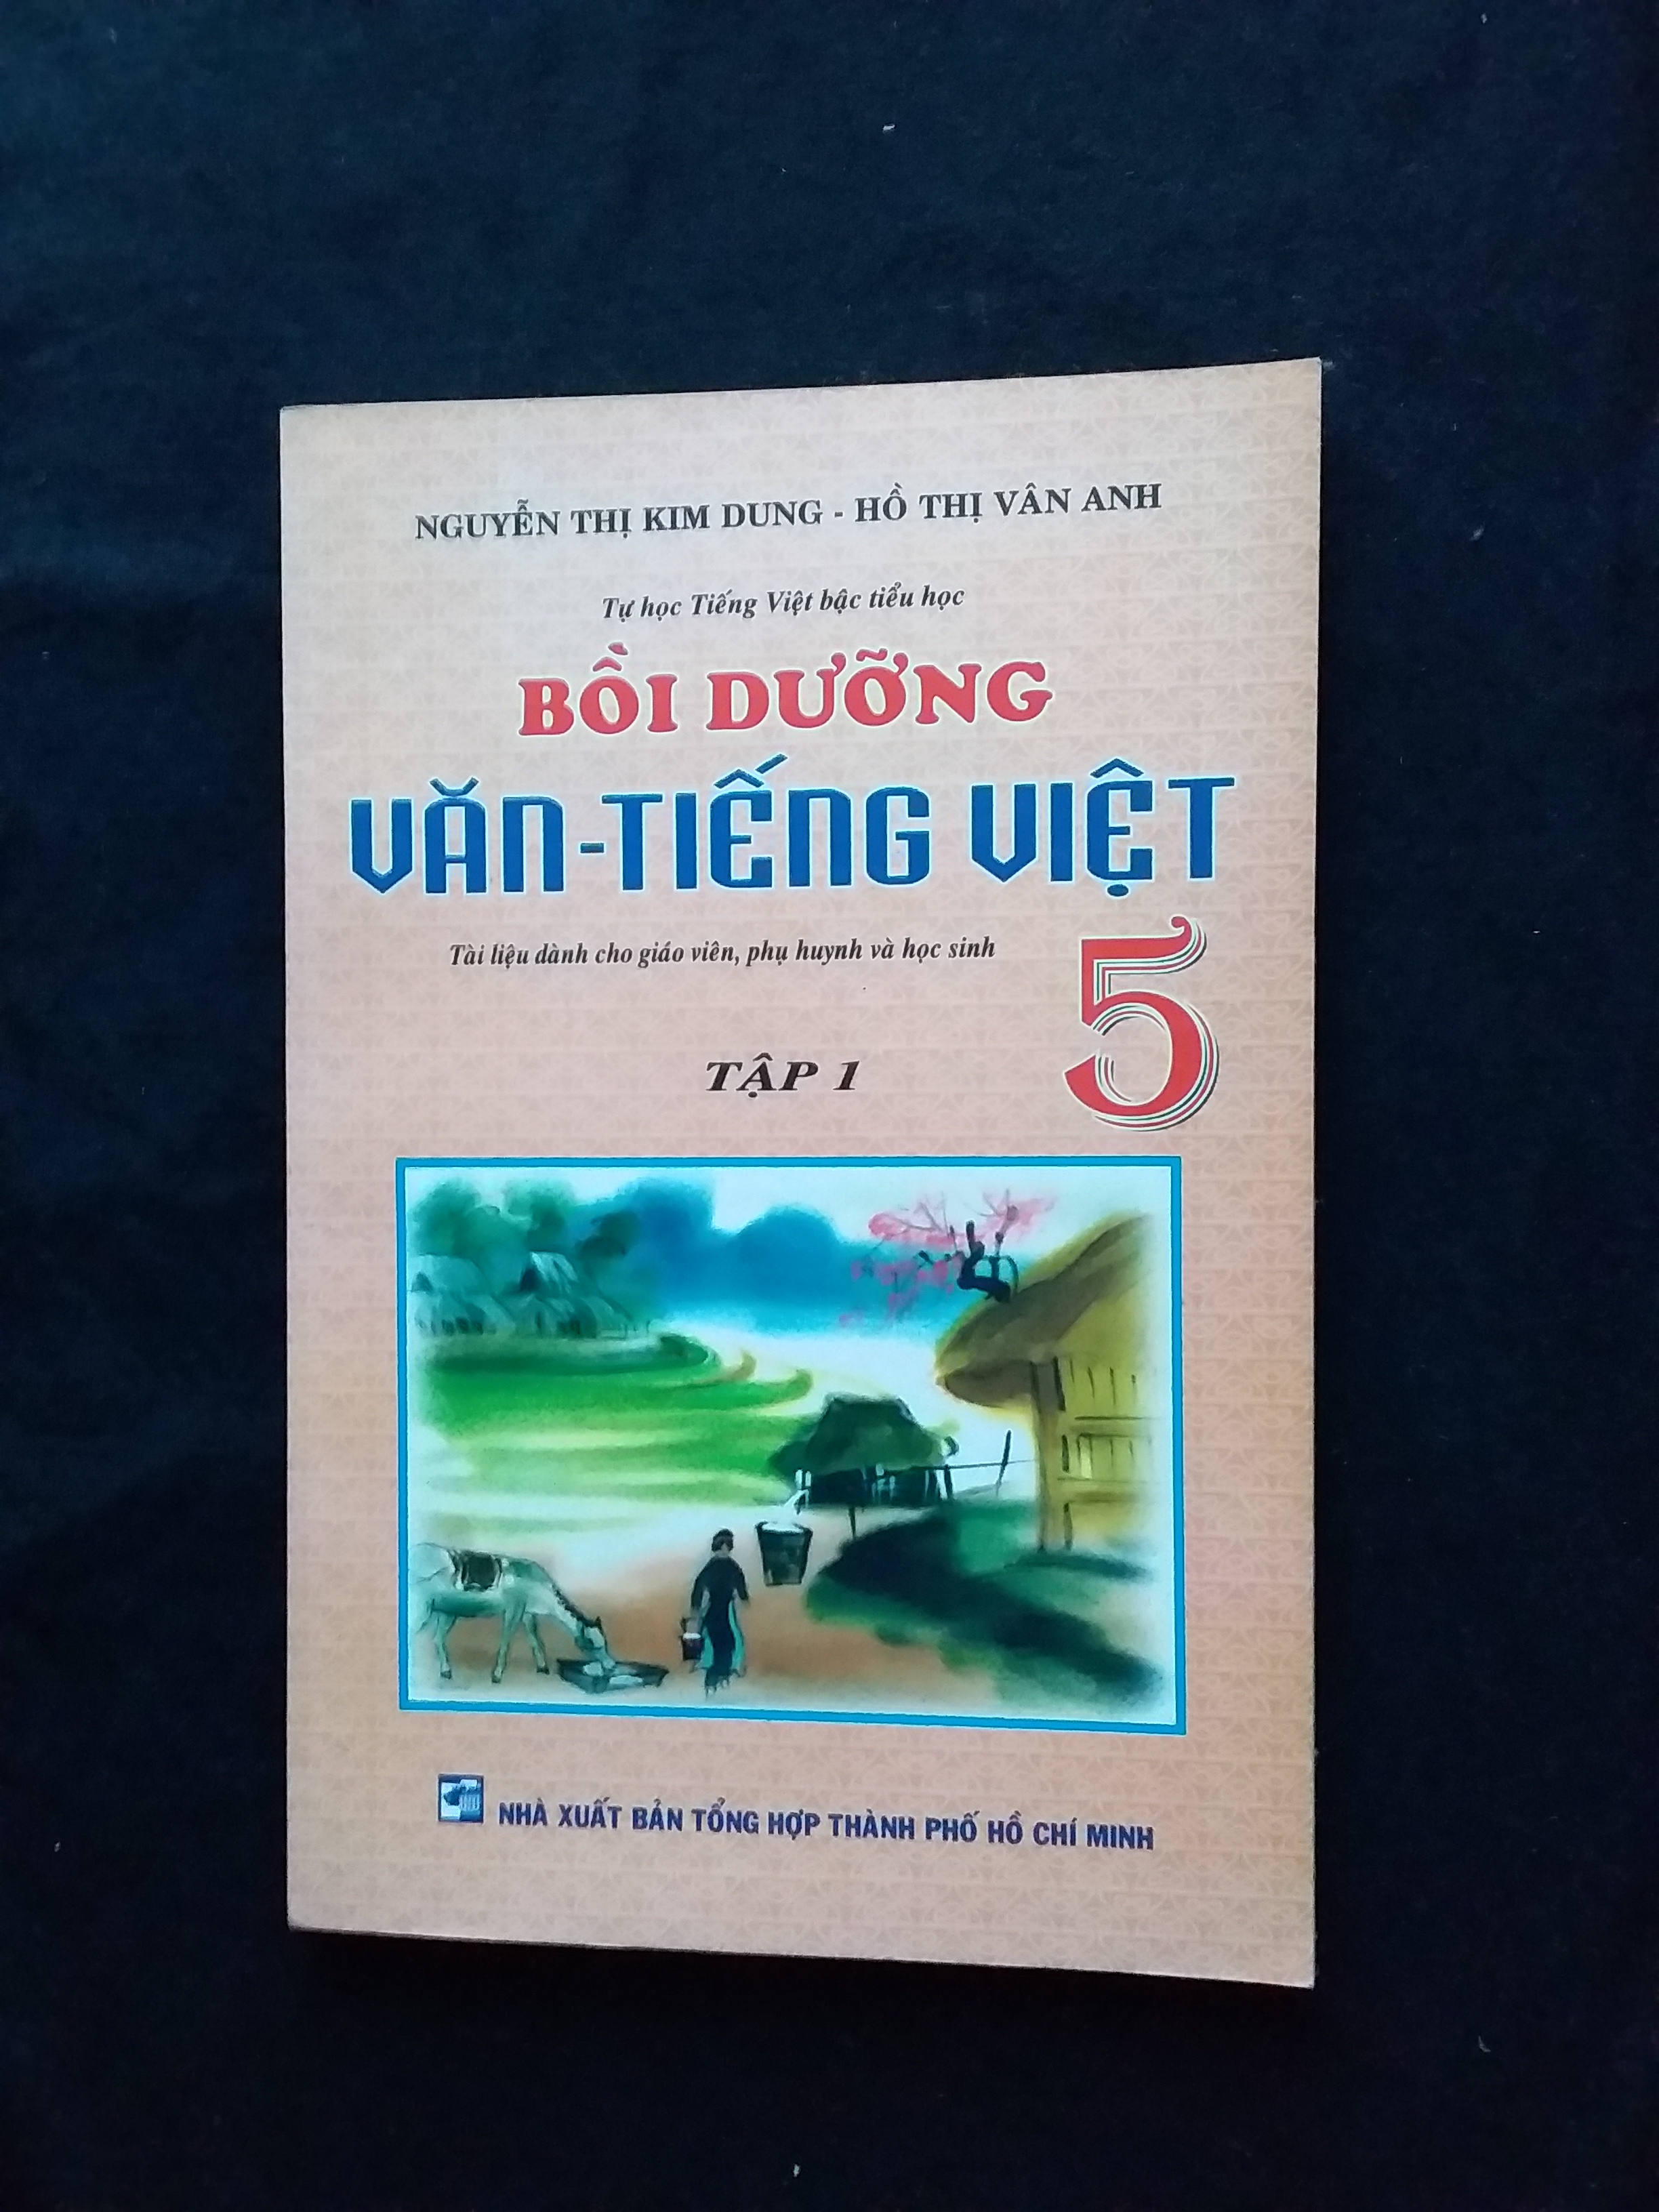 NGUYỄN THỊ KIM DUNG - HỒ THỊ VÂN ANH
Tự học Tiếng Việt bậc tiểu học
BỒI DƯỠNG
VĂN-TIẾNG VIỆT
5
Tài liệu dành cho giáo viên, phụ huynh và học sinh
TẬP 1
NHÀ XUẤT BẢN TỔNG HỢP THÀNH PHỐ HỒ CHÍ MINH